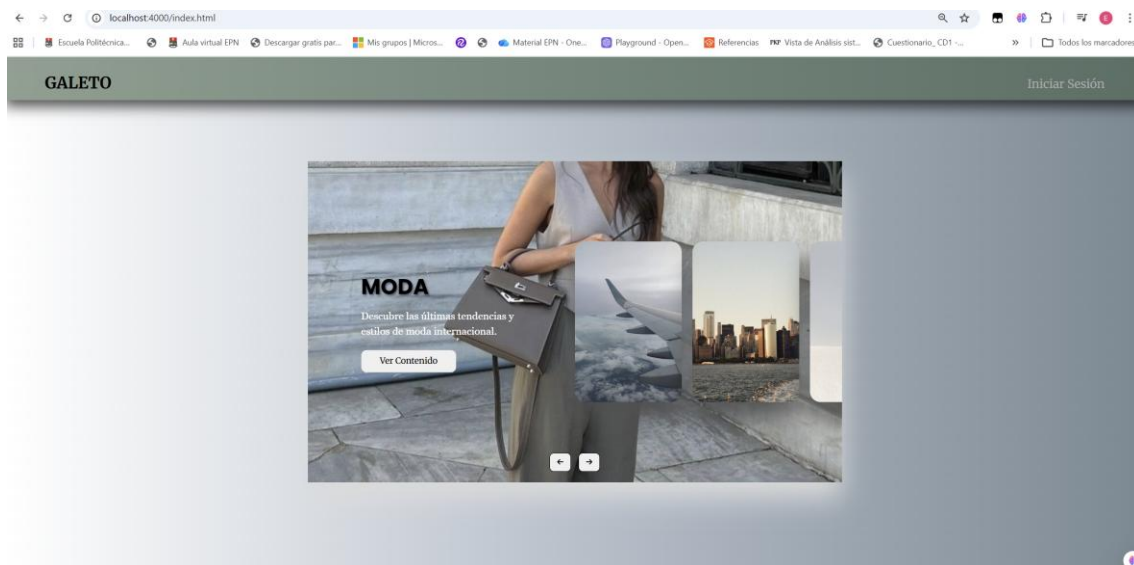 localhost:4000/index.html
Escuela Politécnica... Aula virtual EPN Descargar gratis par... Mis grupos | Micros... Material EPN - One... Playground - Open... Referencias Vista de Análisis sist... Cuestionario_ CD1 -... » Todos los marcadores
GALETO Iniciar Sesión
MODA
Descubre las últimas tendencias y
estilos de moda internacional.
Ver Contenido
← →